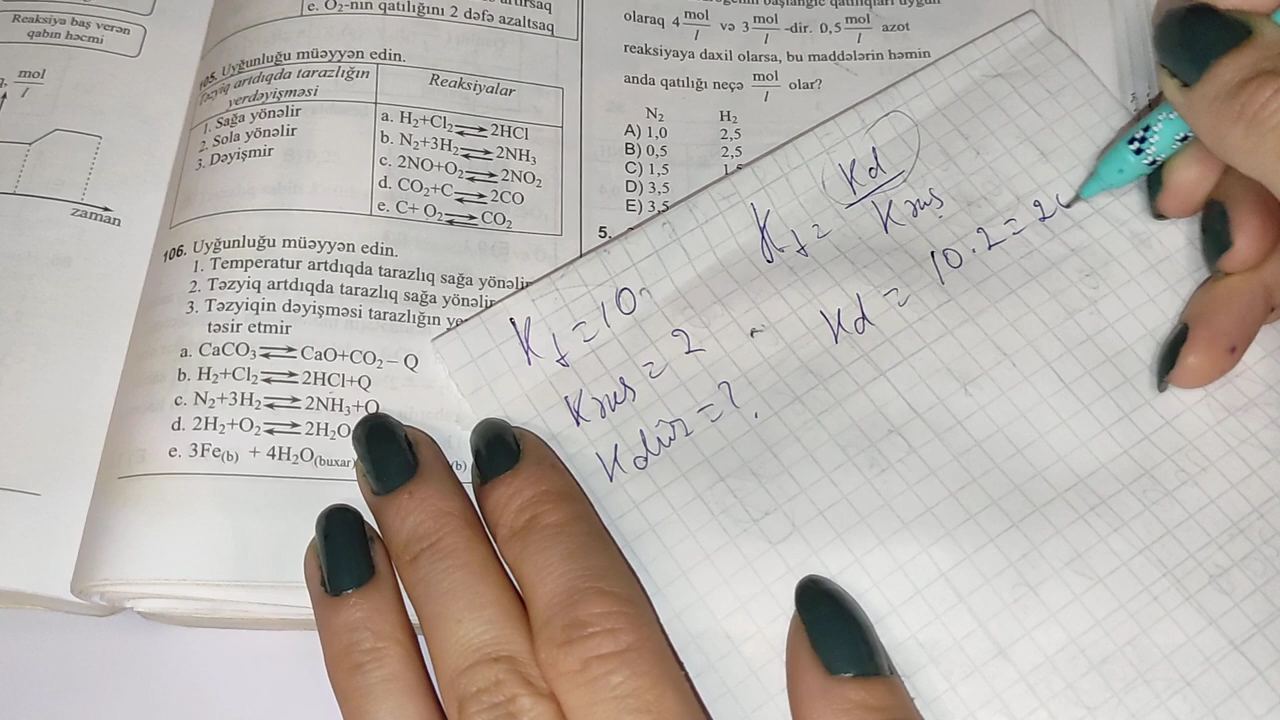 Reaksiya baş verən
qabın həcmi
mol
l
zaman
e. O₂-nin qatılığını 2 dəfə azaltsaq
105. Uyğunluğu müəyyən edin.
Təzyiq artdıqda tarazlığın
yerdəyişməsi
Reaksiyalar
1. Sağa yönəlir
2. Sola yönəlir
3. Dəyişmir
a. H₂+Cl₂⇄2HCl
b. N₂+3H₂⇄2NH₃
c. 2NO+O₂⇄2NO₂
d. CO₂+C⇄2CO
e. C+ O₂⇄CO₂
106. Uyğunluğu müəyyən edin.
1. Temperatur artdıqda tarazlıq sağa yönəlir
2. Təzyiq artdıqda tarazlıq sağa yönəlir
3. Təzyiqin dəyişməsi tarazlığın ye
təsir etmir
a. CaCO₃⇄CaO+CO₂ – Q
b. H₂+Cl₂⇄2HCl+Q
c. N₂+3H₂⇄2NH₃+Q
d. 2H₂+O₂⇄2H₂O
e. 3Fe(b) + 4H₂O(buxar)
(b)
olaraq 4 mol/l və 3 mol/l -dir. 0,5 mol/l azot
reaksiyaya daxil olarsa, bu maddələrin həmin
anda qatılığı neçə mol/l olar?
N₂ H₂
A) 1,0 2,5
B) 0,5 2,5
C) 1,5
D) 3,5
E) 3,5
5.
Kt = Kd/Kərs
Kt = 10
Kərs = 2
Kdüz = ?
Kd = 10 · 2 = 20